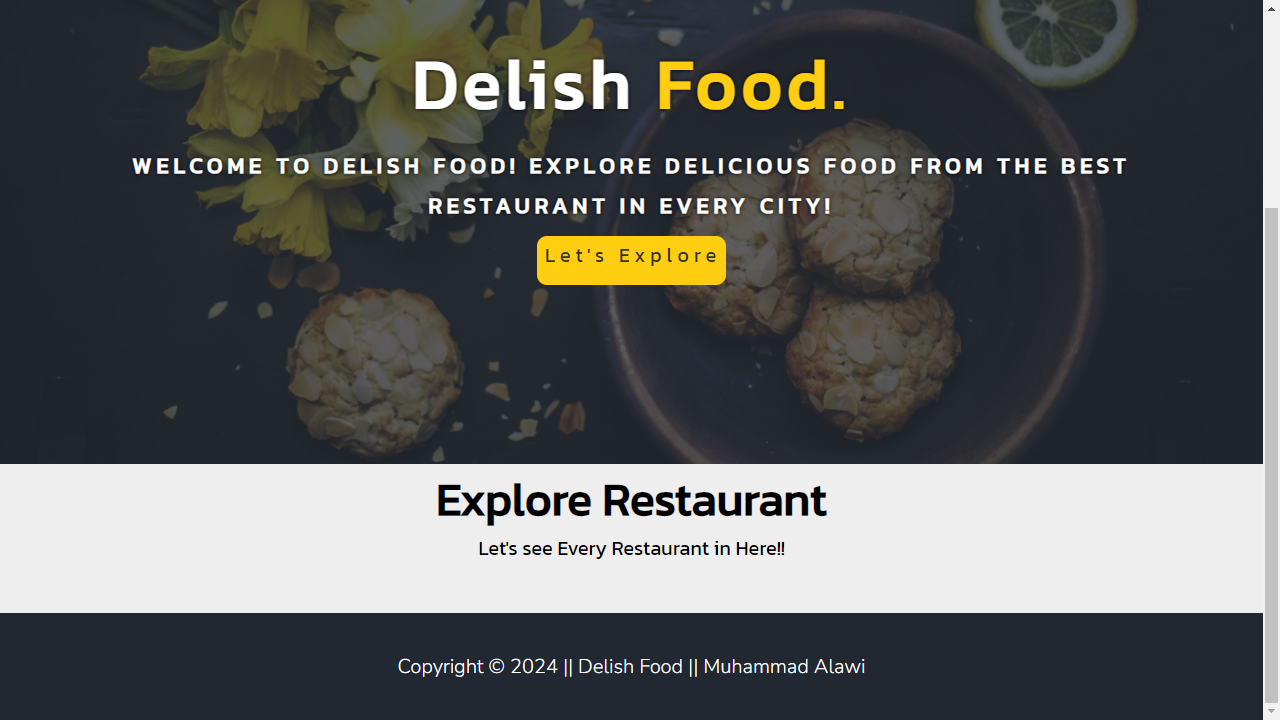 Delish Food.
WELCOME TO DELISH FOOD! EXPLORE DELICIOUS FOOD FROM THE BEST
RESTAURANT IN EVERY CITY!
Let's Explore
Explore Restaurant
Let's see Every Restaurant in Here!!
Copyright © 2024 || Delish Food || Muhammad Alawi